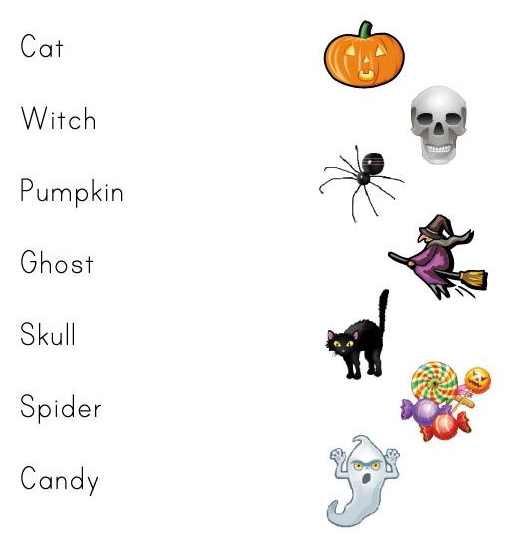 Cat
Witch
Pumpkin
Ghost
Skull
Spider
Candy